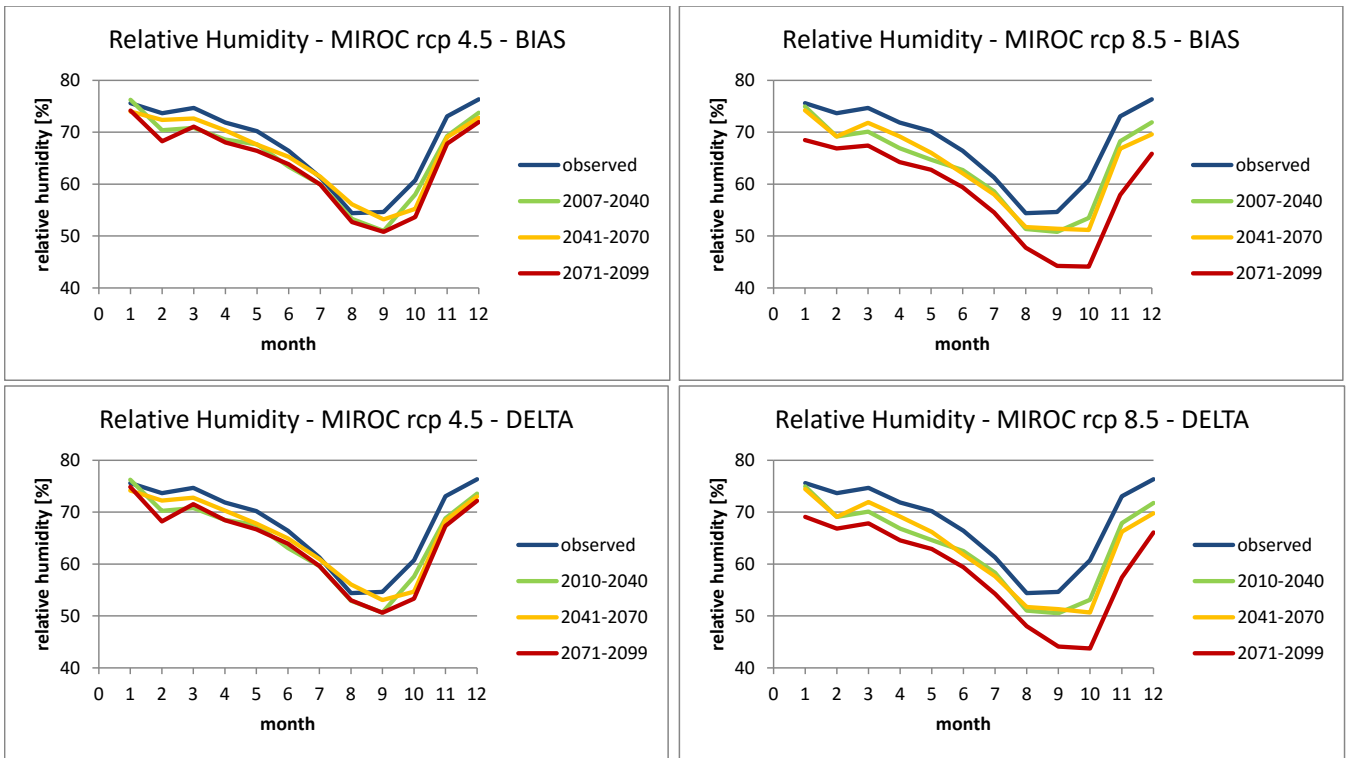 Relative Humidity - MIROC rcp 4.5 - BIAS
relative humidity [%]
80
70
60
50
40
0 1 2 3 4 5 6 7 8 9 10 11 12
month
observed
2007-2040
2041-2070
2071-2099
Relative Humidity - MIROC rcp 8.5 - BIAS
relative humidity [%]
80
70
60
50
40
0 1 2 3 4 5 6 7 8 9 10 11 12
month
observed
2007-2040
2041-2070
2071-2099
Relative Humidity - MIROC rcp 4.5 - DELTA
relative humidity [%]
80
70
60
50
40
0 1 2 3 4 5 6 7 8 9 10 11 12
month
observed
2010-2040
2041-2070
2071-2099
Relative Humidity - MIROC rcp 8.5 - DELTA
relative humidity [%]
80
70
60
50
40
0 1 2 3 4 5 6 7 8 9 10 11 12
month
observed
2010-2040
2041-2070
2071-2099